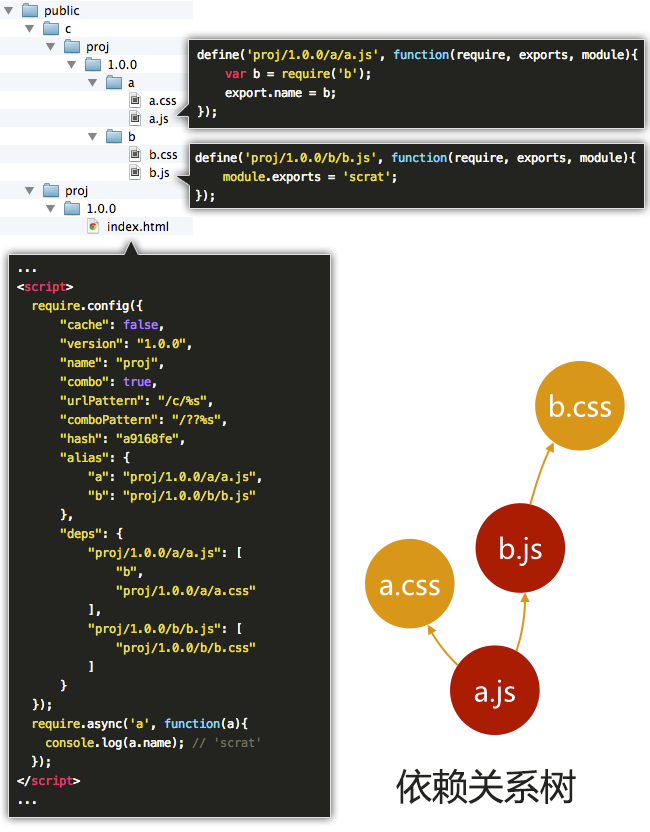 public
c
proj
1.0.0
a
a.css
a.js
b
b.css
b.js
proj
1.0.0
index.html
define('proj/1.0.0/a/a.js', function(require, exports, module){
    var b = require('b');
    export.name = b;
});
define('proj/1.0.0/b/b.js', function(require, exports, module){
    module.exports = 'scrat';
});
...
<script>
  require.config({
      "cache": false,
      "version": "1.0.0",
      "name": "proj",
      "combo": true,
      "urlPattern": "/c/%s",
      "comboPattern": "/??%s",
      "hash": "a9168fe",
      "alias": {
          "a": "proj/1.0.0/a/a.js",
          "b": "proj/1.0.0/b/b.js"
      },
      "deps": {
          "proj/1.0.0/a/a.js": [
              "b",
              "proj/1.0.0/a/a.css"
          ],
          "proj/1.0.0/b/b.js": [
              "proj/1.0.0/b/b.css"
          ]
      }
  });
  require.async('a', function(a){
    console.log(a.name); // 'scrat'
  });
</script>
...
b.css
b.js
a.css
a.js
依赖关系树